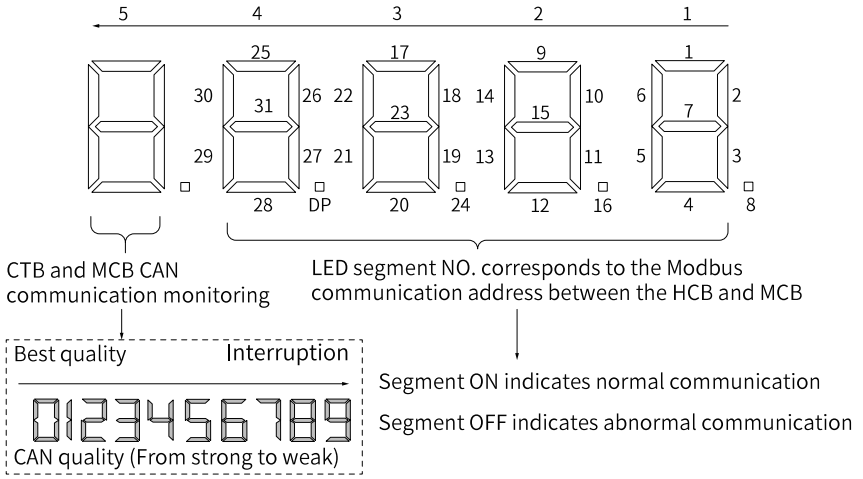 5 4 3 2 1
25 17 9 1
30 31 26 22 23 18 14 15 10 6 7 2
29 27 21 19 13 11 5 3
28 DP 20 24 12 16 4 8
CTB and MCB CAN
communication monitoring
LED segment NO. corresponds to the Modbus
communication address between the HCB and MCB
Best quality Interruption
0123456789
CAN quality (From strong to weak)
Segment ON indicates normal communication
Segment OFF indicates abnormal communication